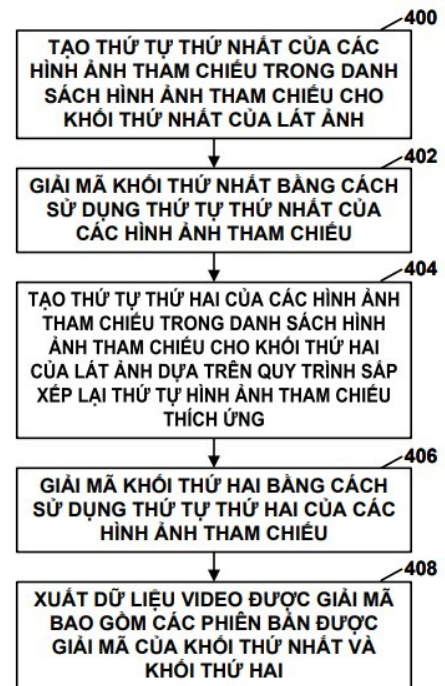 400
TẠO THỨ TỰ THỨ NHẤT CỦA CÁC
HÌNH ẢNH THAM CHIẾU TRONG DANH
SÁCH HÌNH ẢNH THAM CHIẾU CHO
KHỐI THỨ NHẤT CỦA LÁT ẢNH
402
GIẢI MÃ KHỐI THỨ NHẤT BẰNG CÁCH
SỬ DỤNG THỨ TỰ THỨ NHẤT CỦA
CÁC HÌNH ẢNH THAM CHIẾU
404
TẠO THỨ TỰ THỨ HAI CỦA CÁC HÌNH ẢNH
THAM CHIẾU TRONG DANH SÁCH HÌNH
ẢNH THAM CHIẾU CHO KHỐI THỨ HAI
CỦA LÁT ẢNH DỰA TRÊN QUY TRÌNH SẮP
XẾP LẠI THỨ TỰ HÌNH ẢNH THAM CHIẾU
THÍCH ỨNG
406
GIẢI MÃ KHỐI THỨ HAI BẰNG CÁCH
SỬ DỤNG THỨ TỰ THỨ HAI CỦA CÁC
HÌNH ẢNH THAM CHIẾU
408
XUẤT DỮ LIỆU VIDEO ĐƯỢC GIẢI MÃ
BAO GỒM CÁC PHIÊN BẢN ĐƯỢC
GIẢI MÃ CỦA KHỐI THỨ NHẤT VÀ
KHỐI THỨ HAI